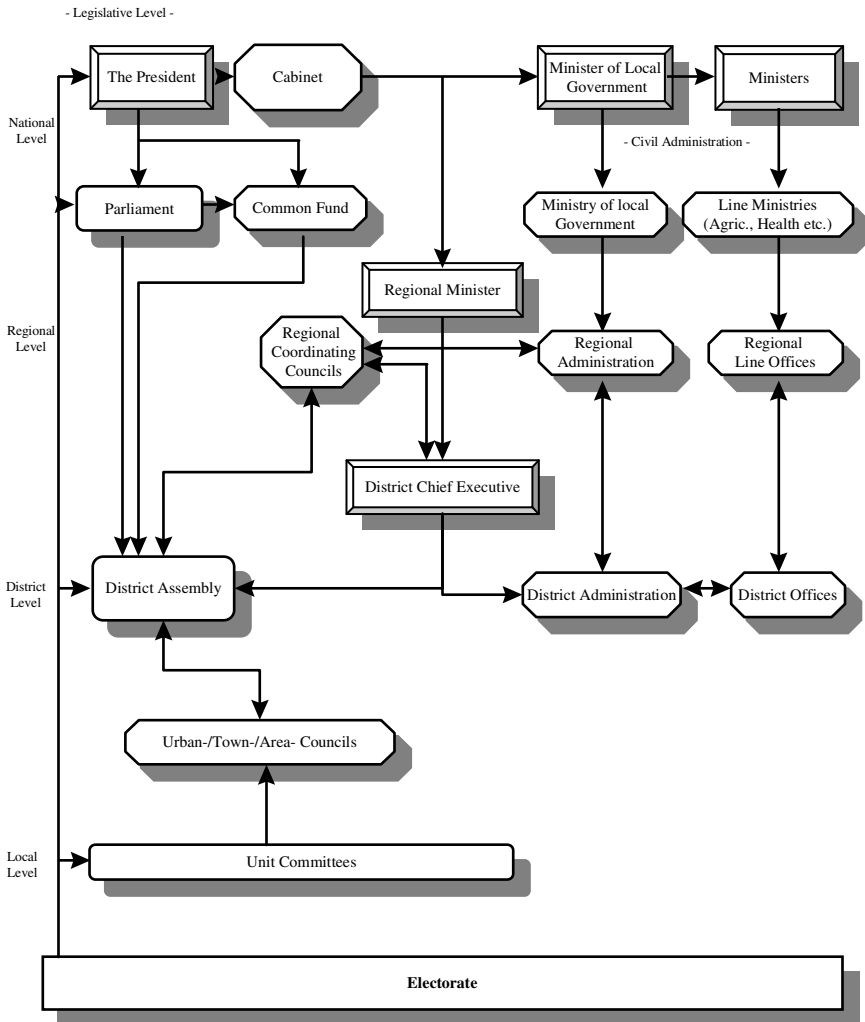 - Legislative Level -
The President
Cabinet
Minister of Local
Government
Ministers
National
Level
- Civil Administration -
Parliament
Common Fund
Ministry of local
Government
Line Ministries
(Agric., Health etc.)
Regional Minister
Regional
Level
Regional
Coordinating
Councils
Regional
Administration
Regional
Line Offices
District Chief Executive
District
Level
District Assembly
District Administration
District Offices
Urban-/Town-/Area- Councils
Local
Level
Unit Committees
Electorate